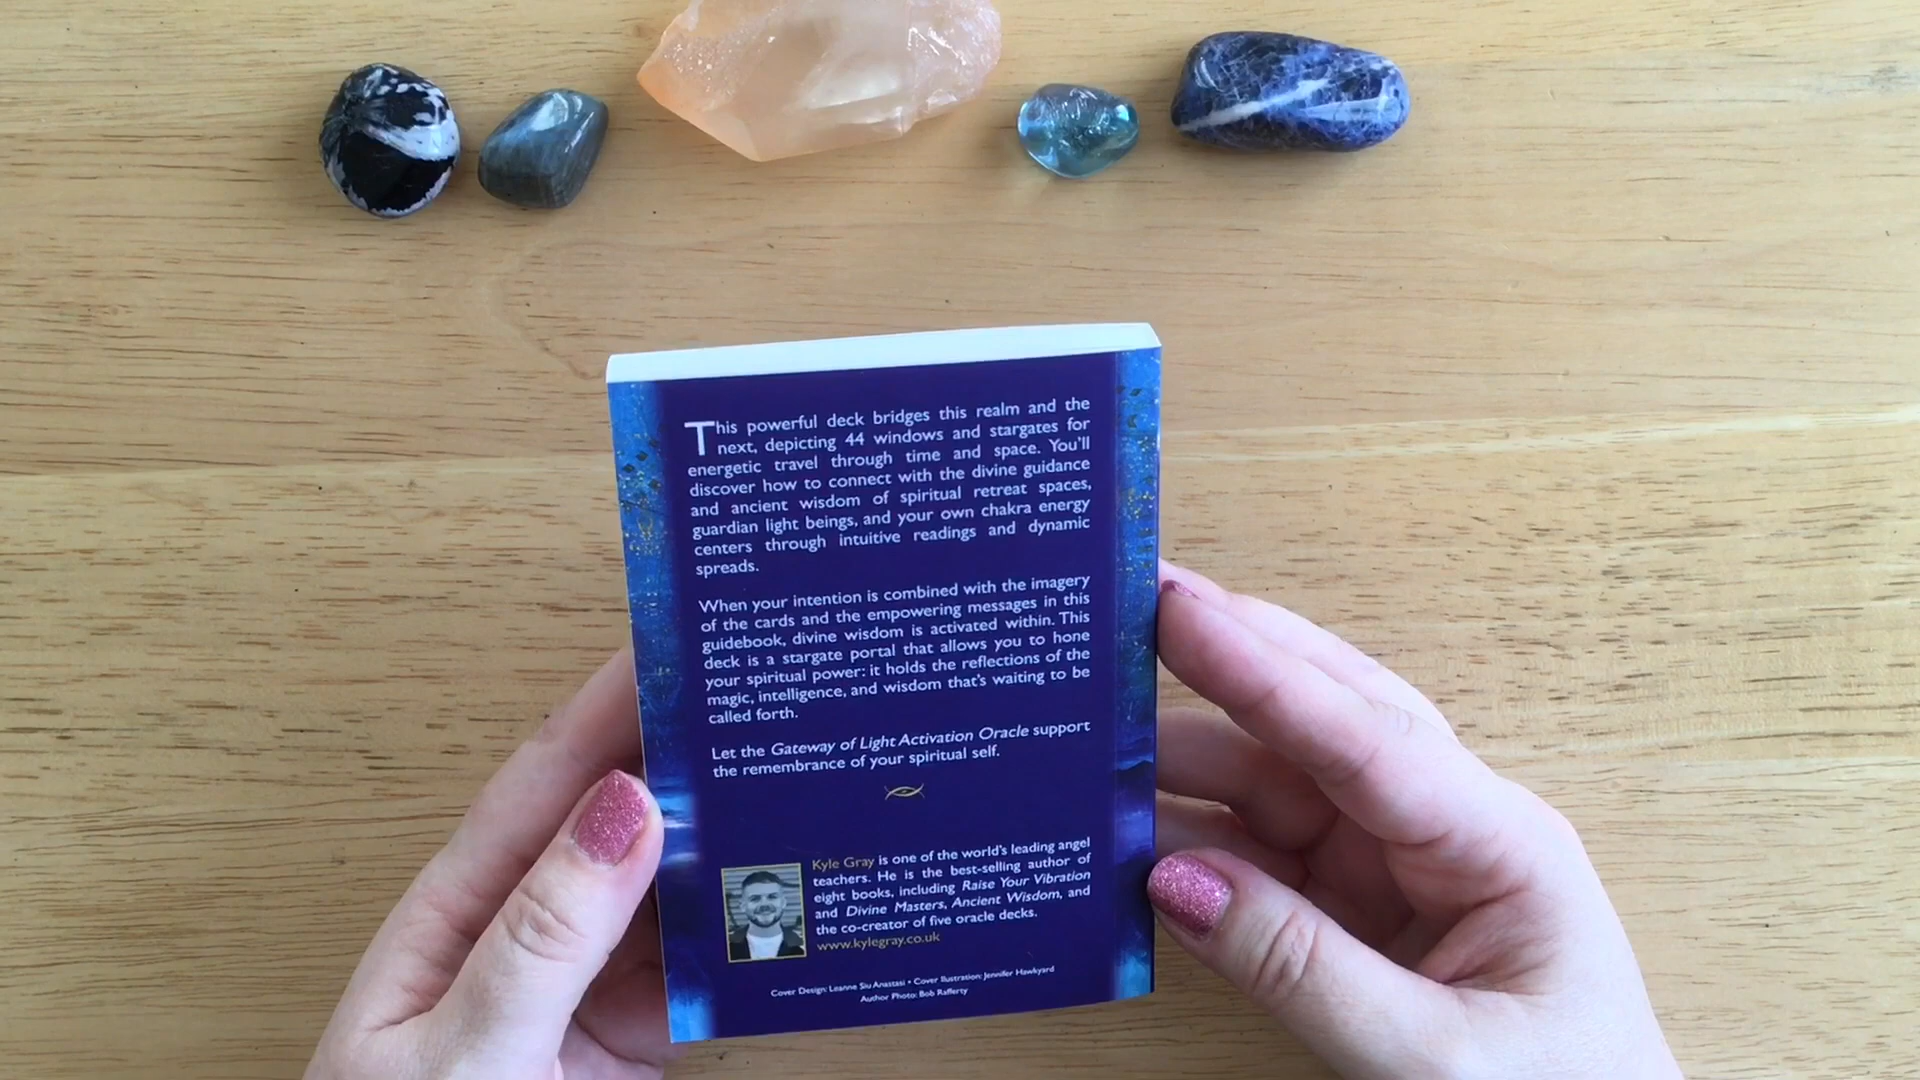 This powerful deck bridges this realm and the
next, depicting 44 windows and stargates for
energetic travel through time and space. You'll
discover how to connect with the divine guidance
and ancient wisdom of spiritual retreat spaces,
guardian light beings, and your own chakra energy
centers through intuitive readings and dynamic
spreads.
When your intention is combined with the imagery
of the cards and the empowering messages in this
guidebook, divine wisdom is activated within. This
deck is a stargate portal that allows you to hone
your spiritual power: it holds the reflections of the
magic, intelligence, and wisdom that's waiting to be
called forth.
Let the Gateway of Light Activation Oracle support
the remembrance of your spiritual self.
Kyle Gray is one of the world's leading angel
teachers. He is the best-selling author of
eight books, including Raise Your Vibration
and Divine Masters, Ancient Wisdom, and
the co-creator of five oracle decks.
www.kylegray.co.uk
Cover Design: Leanne Siu Anastasi • Cover Ilustration: Jennifer Hawkyard
Author Photo: Bob Rafferty